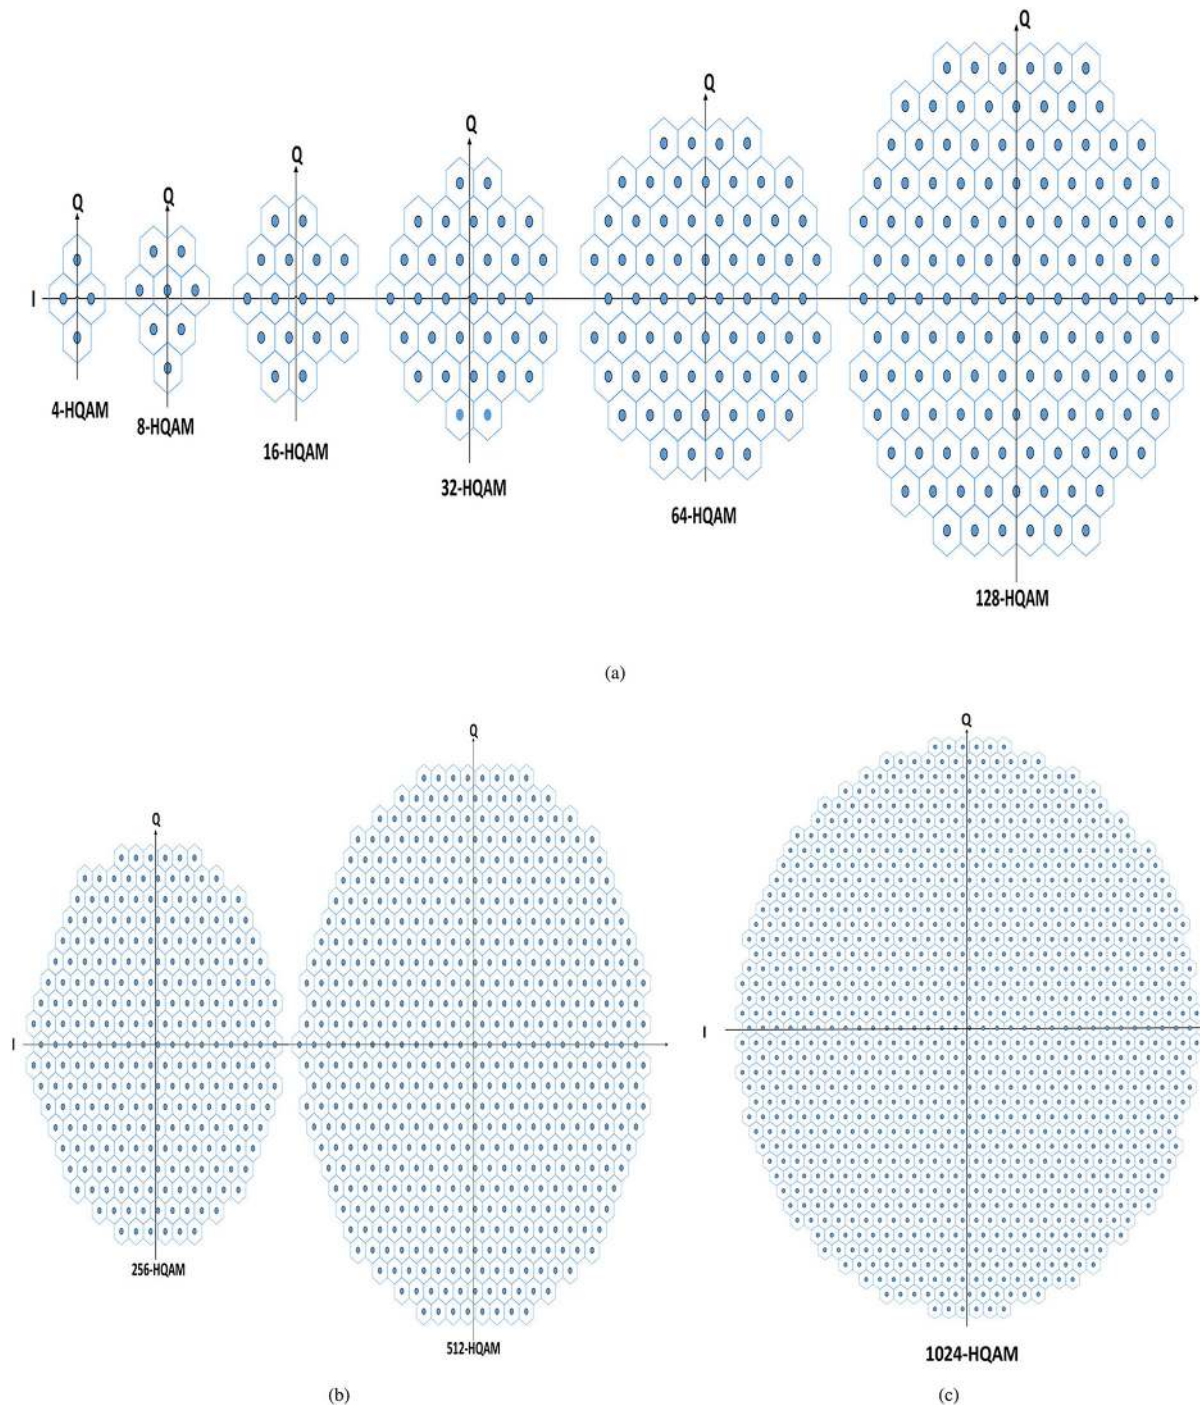 Q
Q
Q
Q
Q
Q
I
4-HQAM
8-HQAM
16-HQAM
32-HQAM
64-HQAM
128-HQAM
(a)
Q
Q
Q
I
I
256-HQAM
512-HQAM
1024-HQAM
(b)
(c)